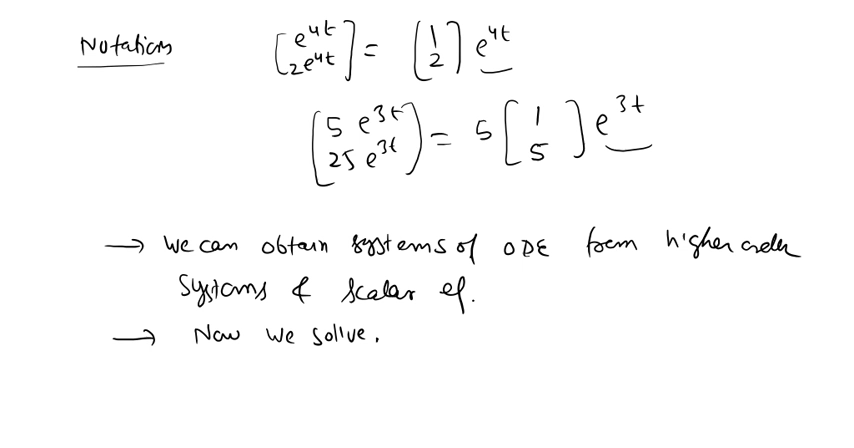 Notations [e^4t 2e^4t] = [1 2] e^4t
[5 e^3t 25 e^3t] = 5 [1 5] e^3t
→ We can obtain systems of ODE from higher order
Systems & scalar eq.
→ Now we solive.